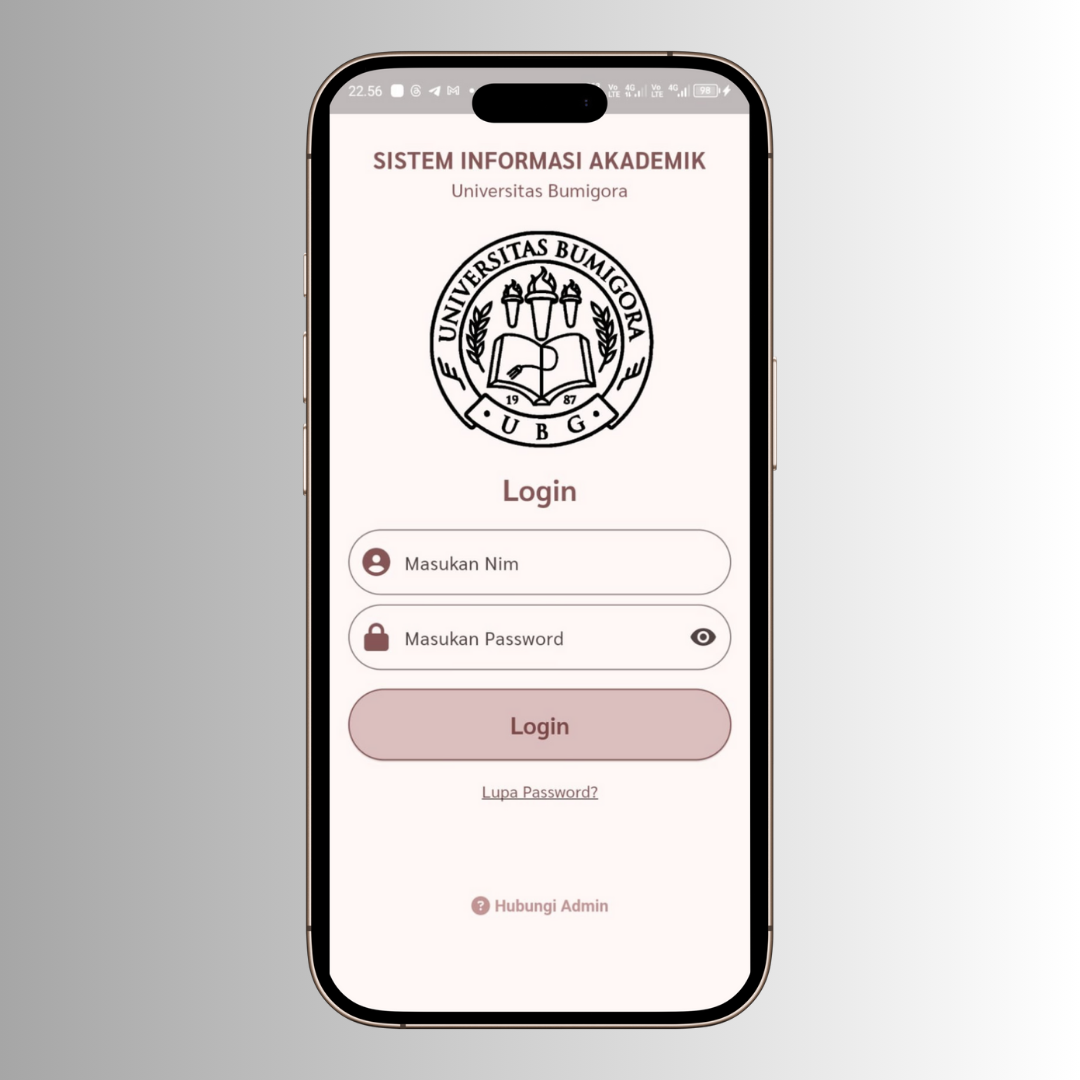 22.56 Vo LTE 4G Vo LTE 4G 98
SISTEM INFORMASI AKADEMIK
Universitas Bumigora
UNIVERSITAS BUMIGORA
19 87
UBG
Login
Masukan Nim
Masukan Password
Login
Lupa Password?
? Hubungi Admin